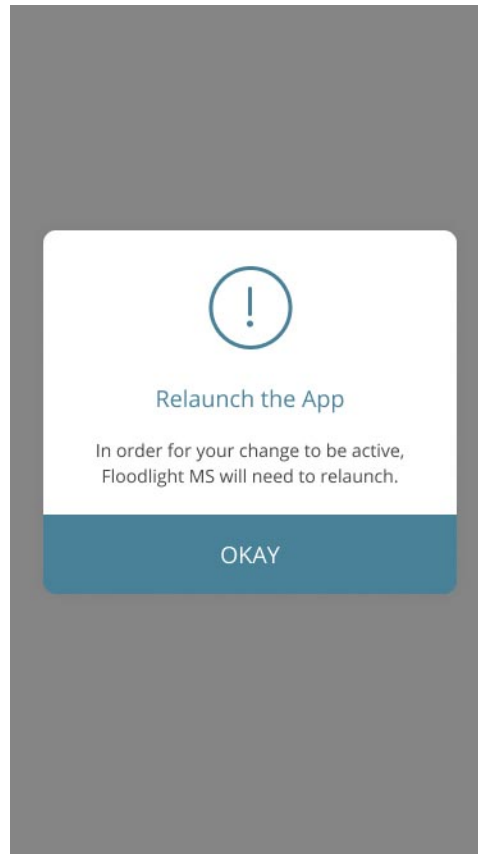 Relaunch the App
In order for your change to be active,
Floodlight MS will need to relaunch.
OKAY